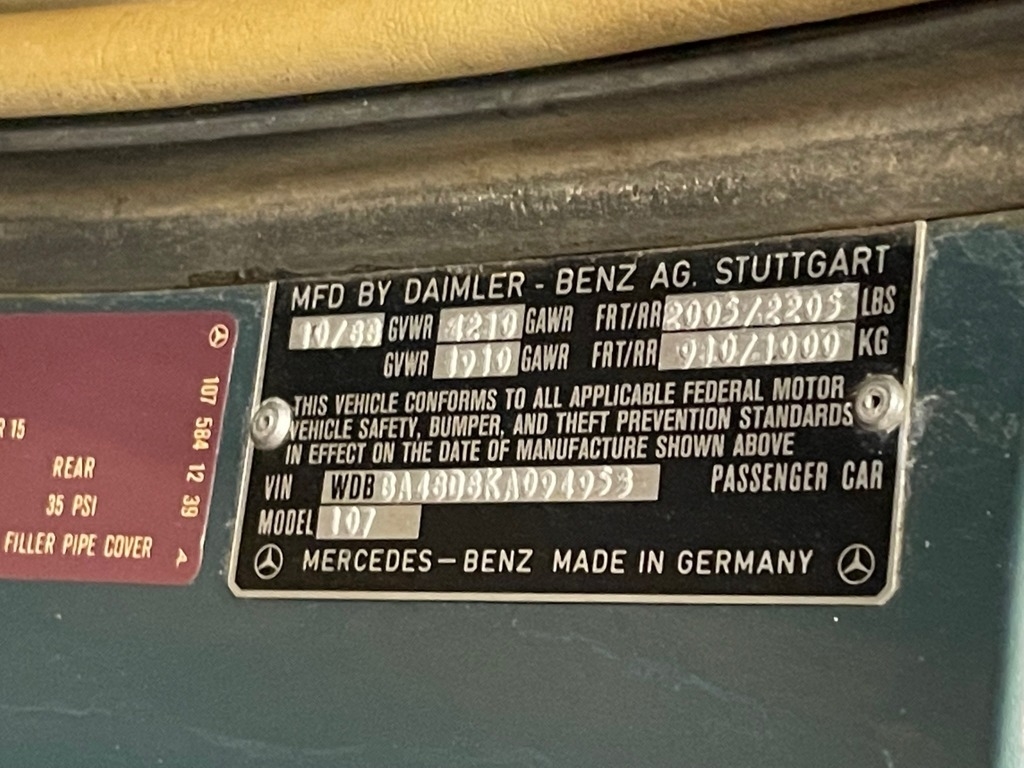 MFD BY DAIMLER - BENZ AG. STUTTGART
10/88 GVWR 4210 GAWR FRT/RR 2005/2205 LBS
GVWR 1910 GAWR FRT/RR 910/1000 KG
THIS VEHICLE CONFORMS TO ALL APPLICABLE FEDERAL MOTOR
VEHICLE SAFETY, BUMPER, AND THEFT PREVENTION STANDARDS
IN EFFECT ON THE DATE OF MANUFACTURE SHOWN ABOVE
VIN WDBBA48D8KA094953 PASSENGER CAR
MODEL 107
MERCEDES-BENZ MADE IN GERMANY
R 15
REAR
35 PSI
FILLER PIPE COVER
107 584 12 39 A